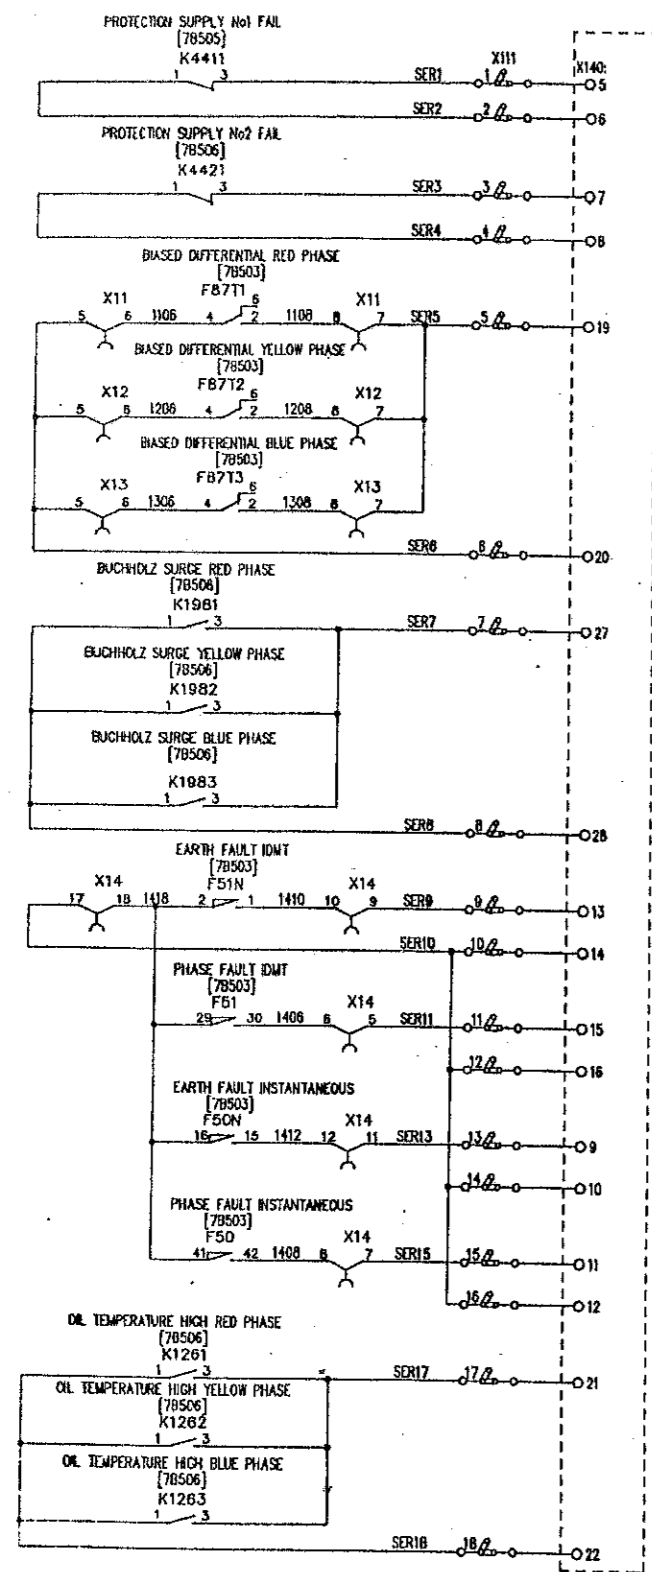 PROTECTION SUPPLY No1 FAIL
[7B505]
K4411
X111
X140:
1 3 SER1 1 5
SER2 2 6
PROTECTION SUPPLY No2 FAIL
[7B506]
K4421
1 3 SER3 3 7
SER4 4 8
BIASED DIFFERENTIAL RED PHASE
[7B503]
F87T1
X11 6 X11
5 6 1106 4 2 1108 8 7 SER5 5 19
BIASED DIFFERENTIAL YELLOW PHASE
[7B503]
X12 F87T2 X12
6
5 6 1206 4 2 1208 8 7
BIASED DIFFERENTIAL BLUE PHASE
[7B503]
X13 F87T3 X13
6
5 6 1306 4 2 1308 8 7
SER6 6 20
BUCHHOLZ SURGE RED PHASE
[7B506]
K1981
1 3 SER7 7 27
BUCHHOLZ SURGE YELLOW PHASE
[7B506]
K1982
1 3
BUCHHOLZ SURGE BLUE PHASE
[7B506]
K1983
1 3
SER8 8 28
EARTH FAULT IDMT
[7B503]
X14 F51N X14
17 18 1418 2 1 1410 10 9 SER9 9 13
SER10 10 14
PHASE FAULT IDMT
[7B503]
F51 X14
29 30 1406 6 5 SER11 11 15
12 16
EARTH FAULT INSTANTANEOUS
[7B503]
F50N X14
16 15 1412 12 11 SER13 13 9
14 10
PHASE FAULT INSTANTANEOUS
[7B503]
F50 X14
41 42 1408 8 7 SER15 15 11
16 12
OIL TEMPERATURE HIGH RED PHASE
[7B506]
K1261
1 3 SER17 17 21
OIL TEMPERATURE HIGH YELLOW PHASE
[7B506]
K1262
1 3
OIL TEMPERATURE HIGH BLUE PHASE
[7B506]
K1263
1 3
SER18 18 22